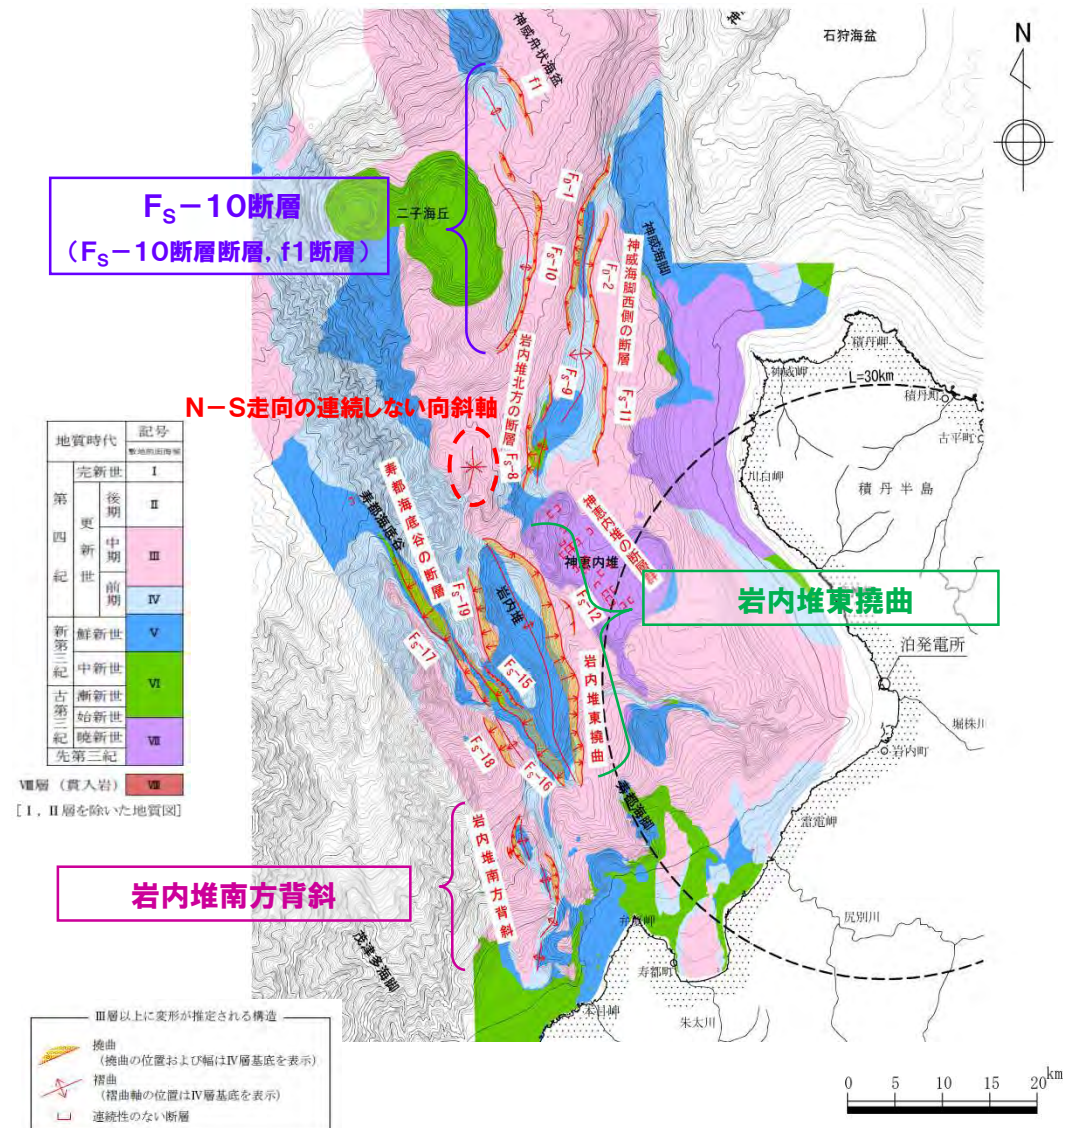 神威舟状海盆
石狩海盆
N
f1
FS－10断層
（FS－10断層断層，f1断層）
二子海丘
FD-1
FS-10
FD-2
神威海脚
神威海脚西側の断層
積丹岬
神威岬
L=30km
積丹町
古平町
岩内堆北方の断層
FS-9
FS-11
N－S走向の連続しない向斜軸
FS-8
川白岬
積丹半島
地質時代
記号
敷地前面海域
第四紀
完新世
I
更新世
後期
II
中期
III
前期
IV
新第三紀
鮮新世
V
中新世
VI
古第三紀
漸新世
始新世
暁新世
VII
先第三紀
VIII層（貫入岩）
VIII
[I，II層を除いた地質図]
寿都海底谷
寿都海底谷の断層
神恵内堆の断層群
神恵内堆
岩内堆東撓曲
FS-19
岩内堆
FS-12
FS-17
FS-15
泊発電所
堀株川
岩内堆東撓曲
岩内町
FS-18
FS-16
寿都海脚
雷電岬
岩内堆南方背斜
岩内堆南方背斜
尻別川
弁慶岬
茂津多海脚
寿都町
本目岬
朱太川
III層以上に変形が推定される構造
撓曲
（撓曲の位置および幅はIV層基底を表示）
褶曲
（褶曲軸の位置はIV層基底を表示）
連続性のない断層
0 5 10 15 20km